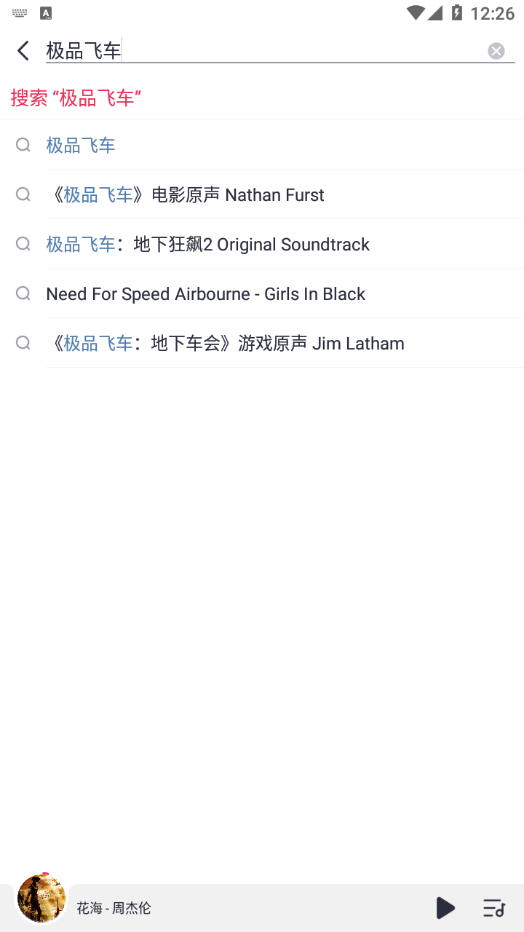 12:26
极品飞车
搜索 “极品飞车”
极品飞车
《极品飞车》电影原声 Nathan Furst
极品飞车：地下狂飙2 Original Soundtrack
Need For Speed Airbourne - Girls In Black
《极品飞车：地下车会》游戏原声 Jim Latham
花海 - 周杰伦